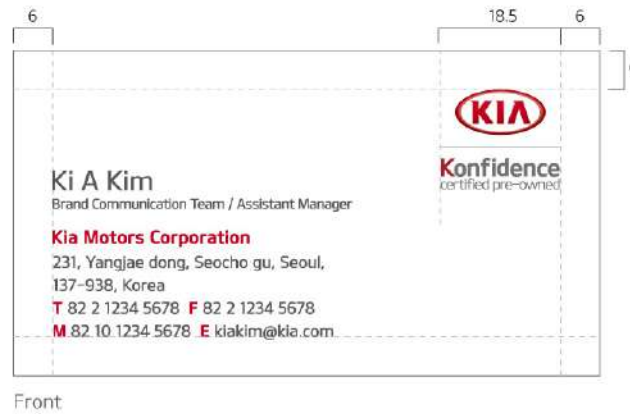 6 18.5 6
KIA
Konfidence
certified pre-owned
Ki A Kim
Brand Communication Team / Assistant Manager
Kia Motors Corporation
231, Yangjae dong, Seocho gu, Seoul,
137-938, Korea
T 82 2 1234 5678 F 82 2 1234 5678
M 82 10 1234 5678 E kiakim@kia.com
Front